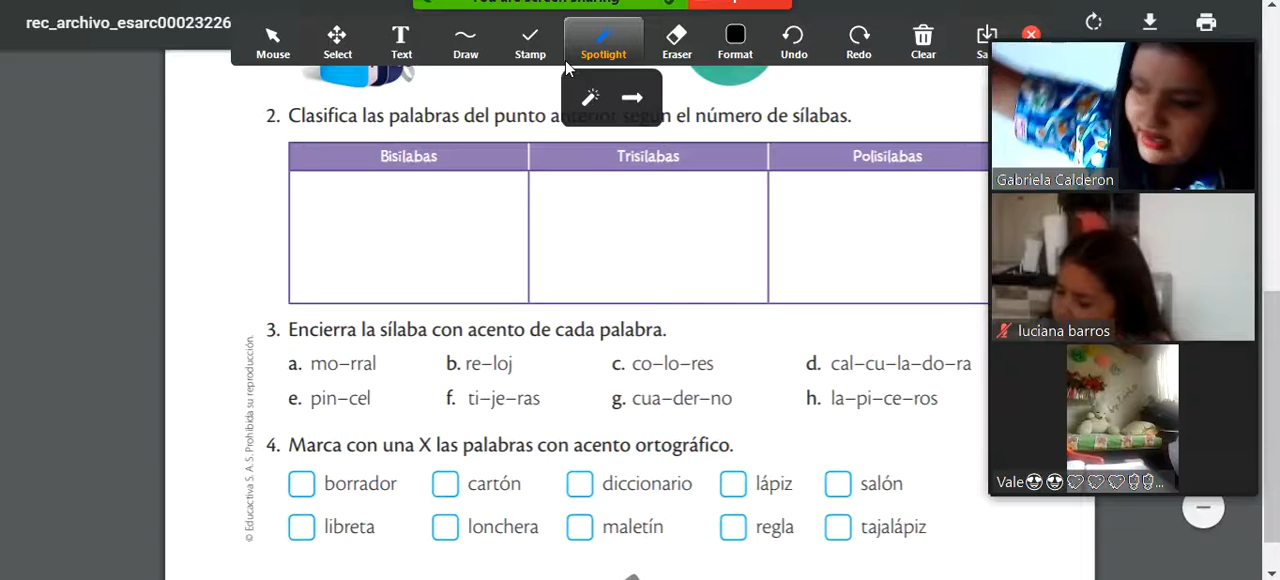 You are screen sharing
rec_archivo_esarc00023226
Mouse Select Text Draw Stamp Spotlight Eraser Format Undo Redo Clear
2. Clasifica las palabras del punto anterior según el número de sílabas.
Bisílabas Trisílabas Polisílabas
3. Encierra la sílaba con acento de cada palabra.
a. mo–rral b. re–loj c. co–lo–res d. cal–cu–la–do–ra
e. pin–cel f. ti–je–ras g. cua–der–no h. la–pi–ce–ros
4. Marca con una X las palabras con acento ortográfico.
borrador cartón diccionario lápiz salón
libreta lonchera maletín regla tajalápiz
© Educactiva S. A. S. Prohibida su reproducción.
Gabriela Calderon
luciana barros
Vale